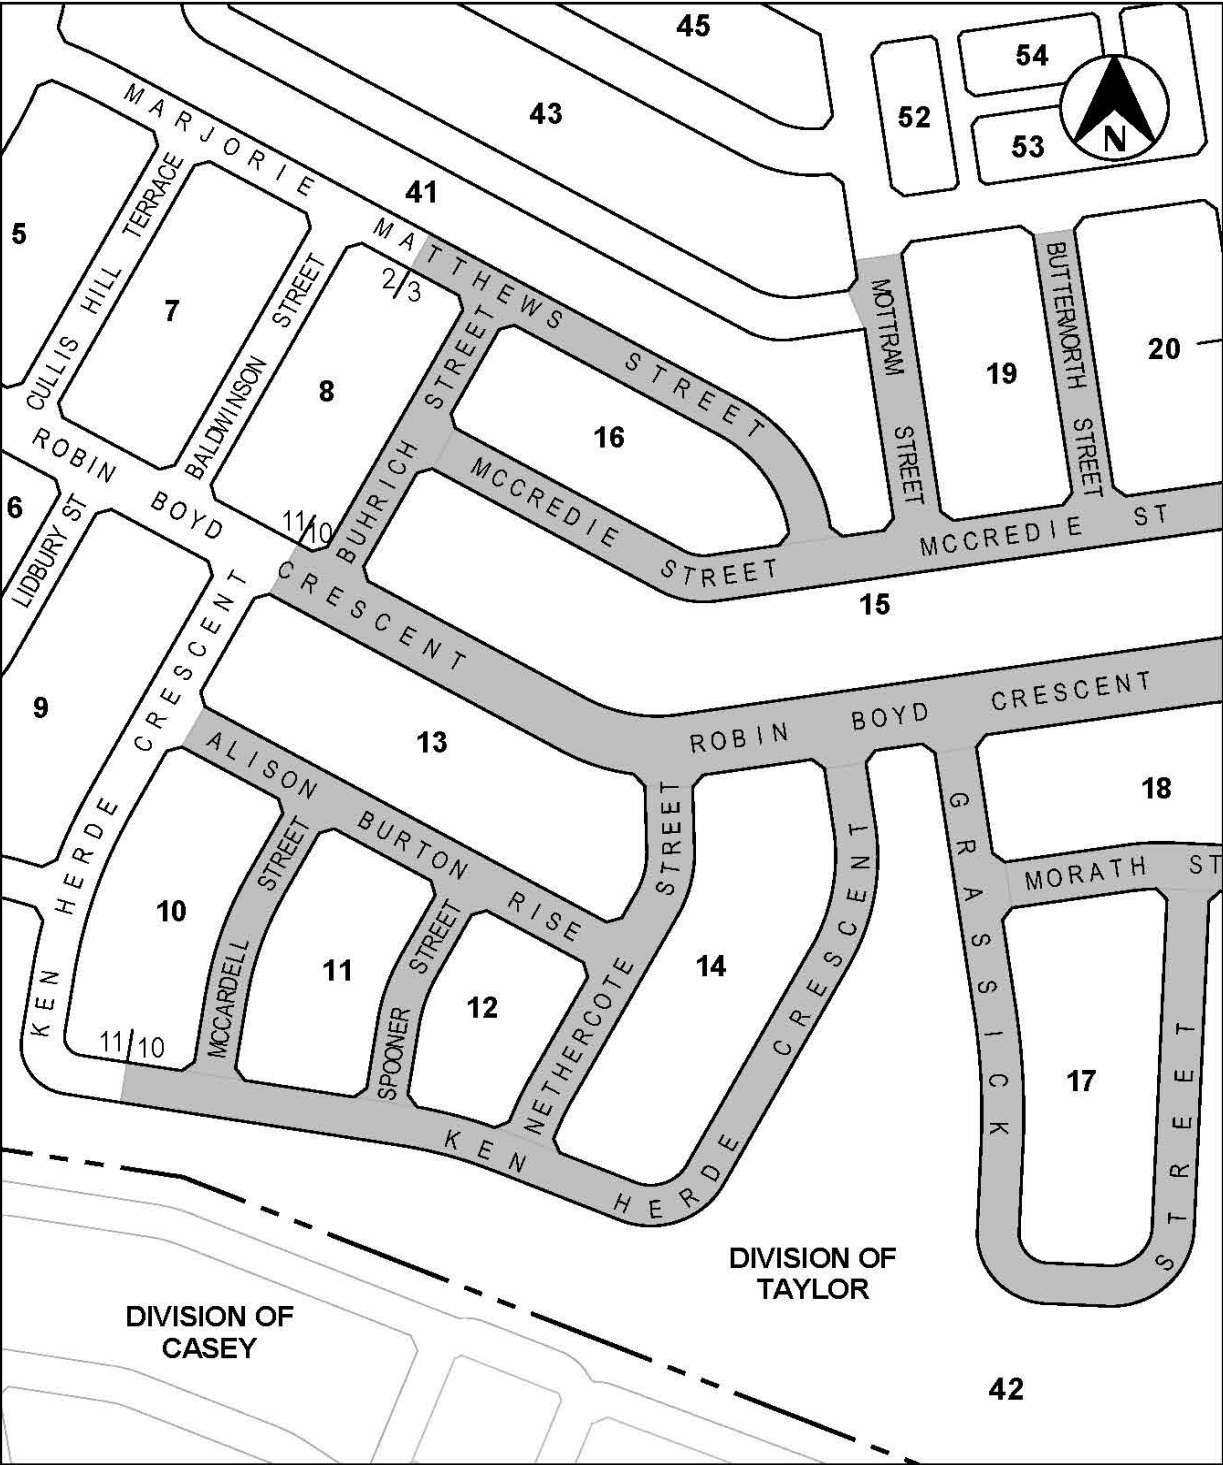 45
54
43
52
53
N
MARJORIE MATTHEWS STREET
41
5
CULLIS HILL TERRACE
7
BALDWINSON STREET
2/3
8
BUHRICH STREET
16
MOTTRAM STREET
19
BUTTERWORTH STREET
20
ROBIN BOYD CRESCENT
MCCREDIE STREET
MCCREDIE ST
6
LIDBURY ST
11/10
15
9
KEN HERDE CRESCENT
13
ROBIN BOYD CRESCENT
ALISON BURTON RISE
18
GRASSICK STREET
MORATH ST
10
MCCARDELL STREET
11
SPOONER STREET
12
NETHERCOTE STREET
14
17
11/10
KEN HERDE CRESCENT
DIVISION OF
TAYLOR
DIVISION OF
CASEY
42